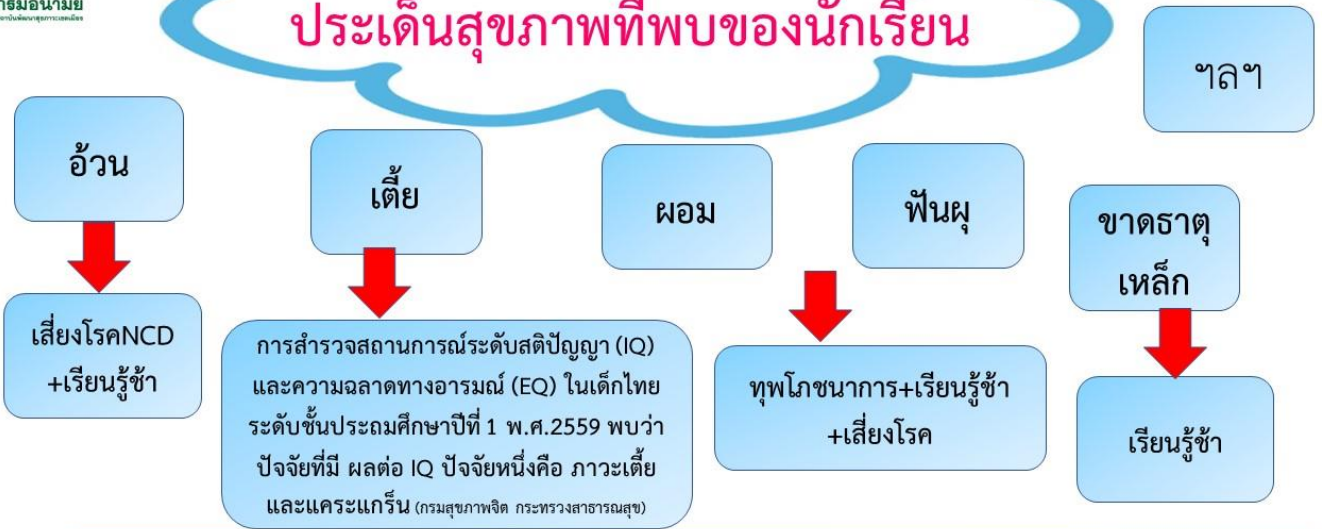 กรมอนามัย
ประเด็นสุขภาพที่พบของนักเรียน
ฯลฯ
อ้วน
เตี้ย
ผอม
ฟันผุ
ขาดธาตุ
เหล็ก
เสี่ยงโรคNCD
+เรียนรู้ช้า
การสำรวจสถานการณ์ระดับสติปัญญา (IQ)
และความฉลาดทางอารมณ์ (EQ) ในเด็กไทย
ระดับชั้นประถมศึกษาปีที่ 1 พ.ศ.2559 พบว่า
ปัจจัยที่มี ผลต่อ IQ ปัจจัยหนึ่งคือ ภาวะเตี้ย
และแคระแกร็น (กรมสุขภาพจิต กระทรวงสาธารณสุข)
ทุพโภชนาการ+เรียนรู้ช้า
+เสี่ยงโรค
เรียนรู้ช้า